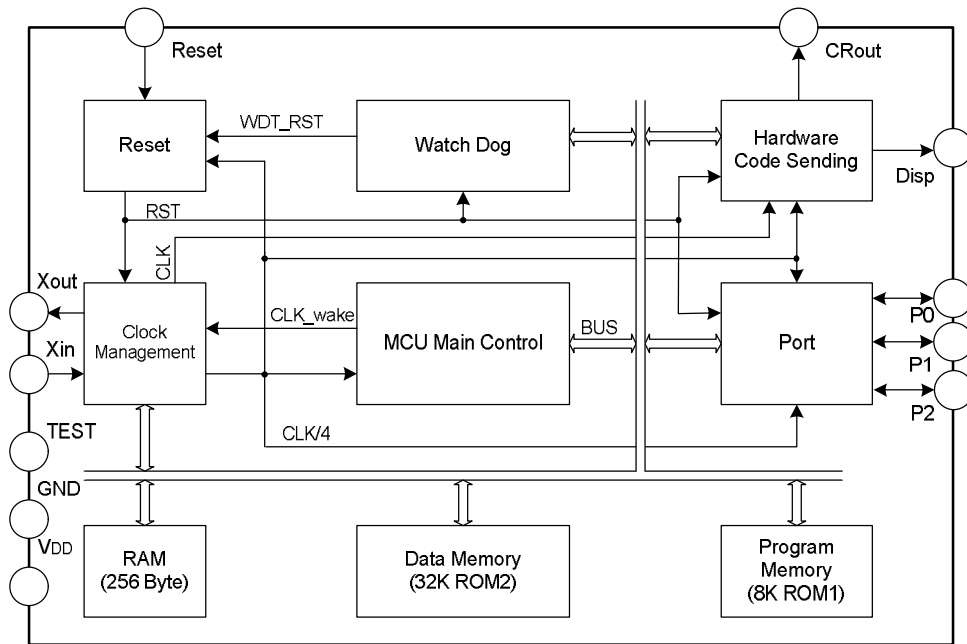 Reset
CRout
WDT_RST
Reset
Watch Dog
Hardware
Code Sending
Disp
RST
CLK
Xout
Xin
Clock
Management
CLK_wake
MCU Main Control
BUS
Port
P0
P1
P2
TEST
CLK/4
GND
VDD
RAM
(256 Byte)
Data Memory
(32K ROM2)
Program
Memory
(8K ROM1)